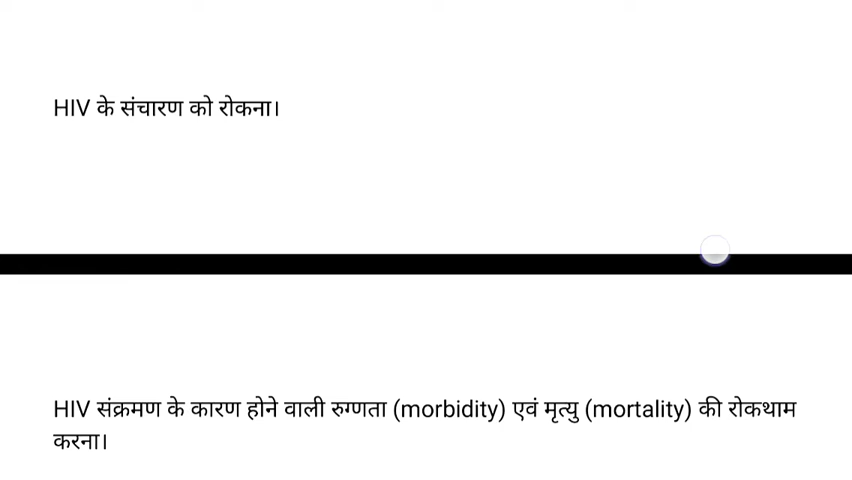 HIV के संचारण को रोकना।
HIV संक्रमण के कारण होने वाली रुग्णता (morbidity) एवं मृत्यु (mortality) की रोकथाम
करना।